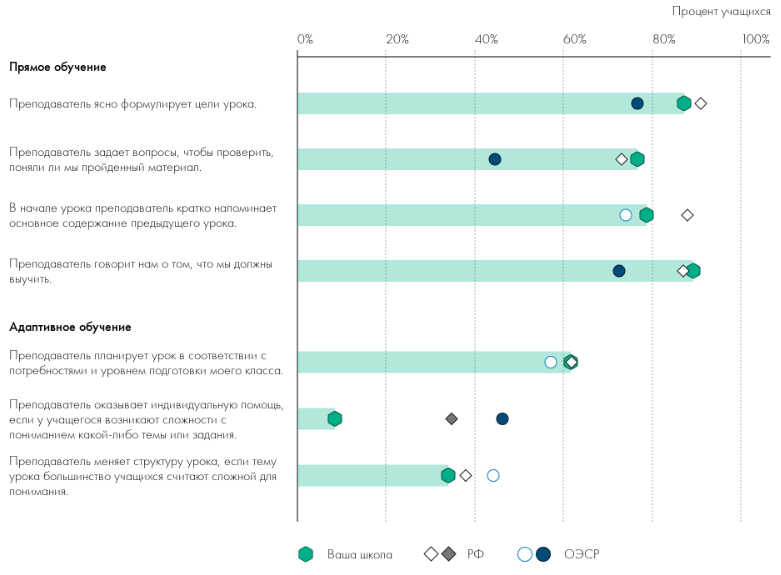 Процент учащихся
0% 20% 40% 60% 80% 100%
Прямое обучение
Преподаватель ясно формулирует цели урока.
Преподаватель задает вопросы, чтобы проверить,
поняли ли мы пройденный материал.
В начале урока преподаватель кратко напоминает
основное содержание предыдущего урока.
Преподаватель говорит нам о том, что мы должны
выучить.
Адаптивное обучение
Преподаватель планирует урок в соответствии с
потребностями и уровнем подготовки моего класса.
Преподаватель оказывает индивидуальную помощь,
если у учащегося возникают сложности с
пониманием какой-либо темы или задания.
Преподаватель меняет структуру урока, если тему
урока большинство учащихся считают сложной для
понимания.
Ваша школа РФ ОЭСР